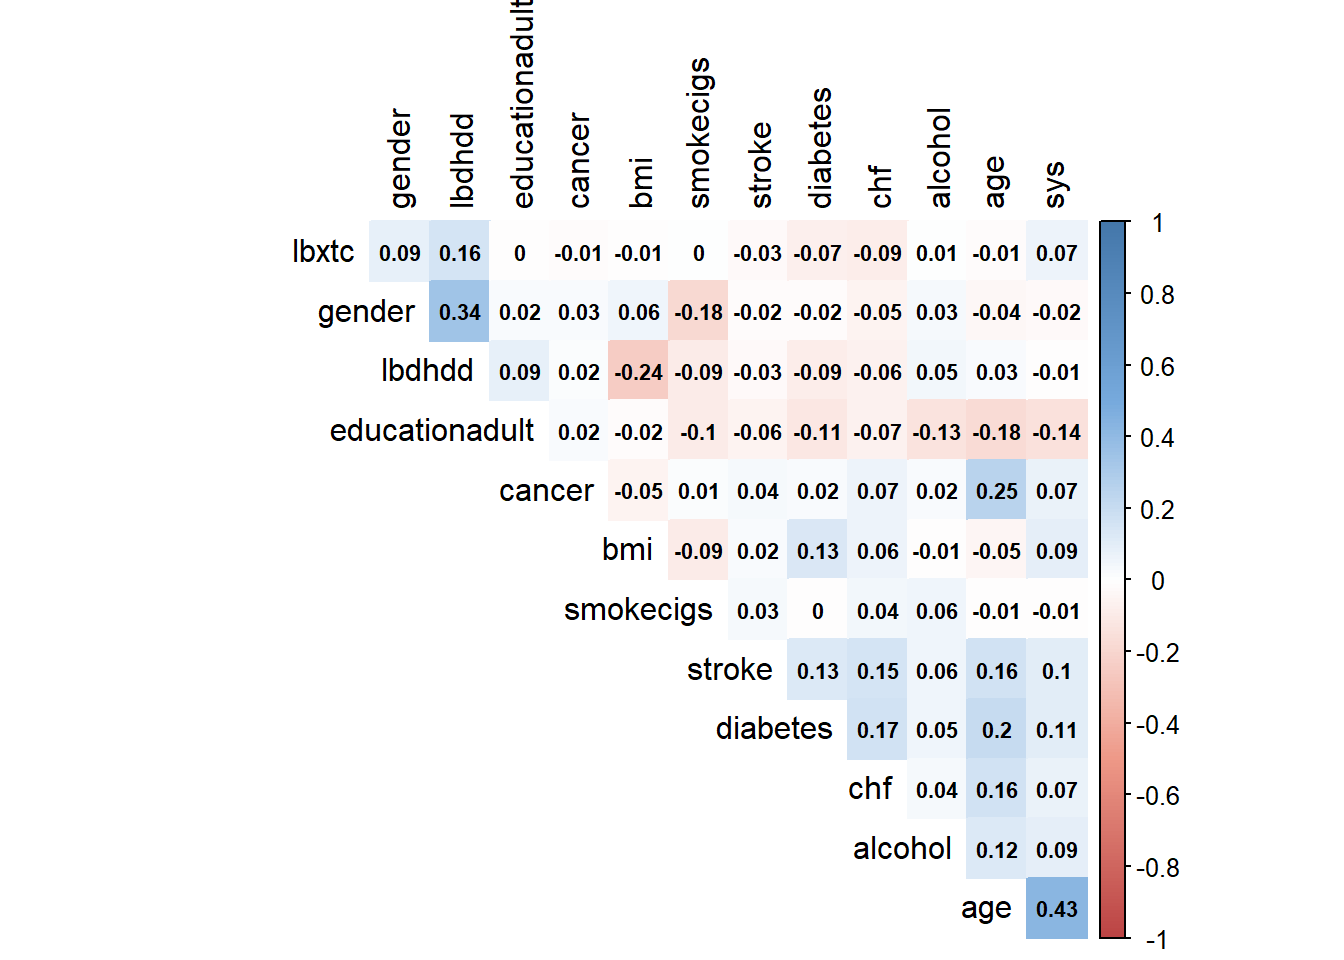 gender lbdhdd educationadult cancer bmi smokecigs stroke diabetes chf alcohol age sys
lbxtc 0.09 0.16 0 -0.01 -0.01 0 -0.03 -0.07 -0.09 0.01 -0.01 0.07
gender 0.34 0.02 0.03 0.06 -0.18 -0.02 -0.02 -0.05 0.03 -0.04 -0.02
lbdhdd 0.09 0.02 -0.24 -0.09 -0.03 -0.09 -0.06 0.05 0.03 -0.01
educationadult 0.02 -0.02 -0.1 -0.06 -0.11 -0.07 -0.13 -0.18 -0.14
cancer -0.05 0.01 0.04 0.02 0.07 0.02 0.25 0.07
bmi -0.09 0.02 0.13 0.06 -0.01 -0.05 0.09
smokecigs 0.03 0 0.04 0.06 -0.01 -0.01
stroke 0.13 0.15 0.06 0.16 0.1
diabetes 0.17 0.05 0.2 0.11
chf 0.04 0.16 0.07
alcohol 0.12 0.09
age 0.43
1
0.8
0.6
0.4
0.2
0
-0.2
-0.4
-0.6
-0.8
-1